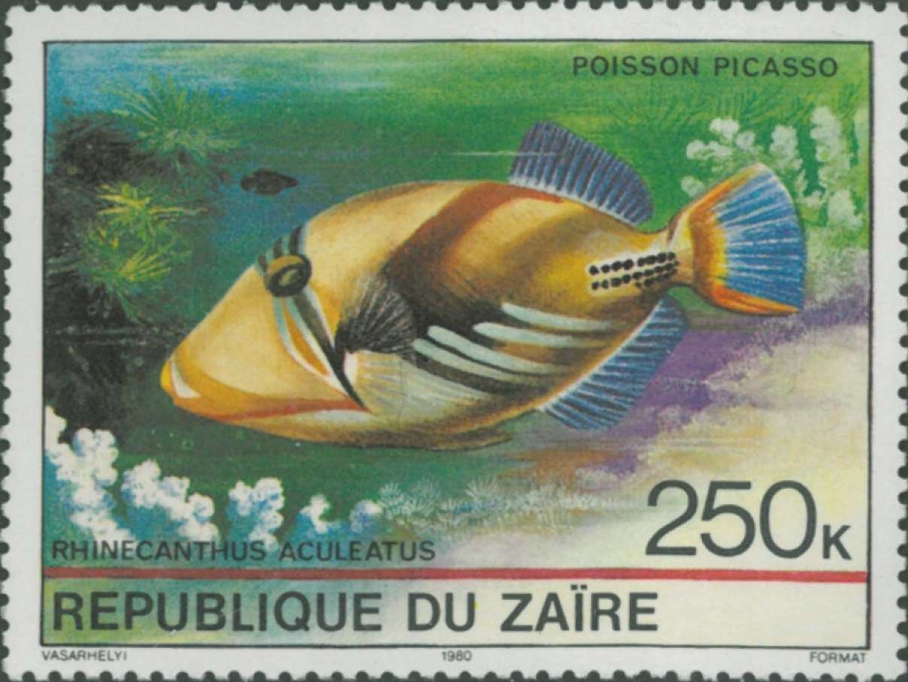 POISSON PICASSO
RHINECANTHUS ACULEATUS
250K
REPUBLIQUE DU ZAÏRE
VASARHELYI 1980 FORMAT